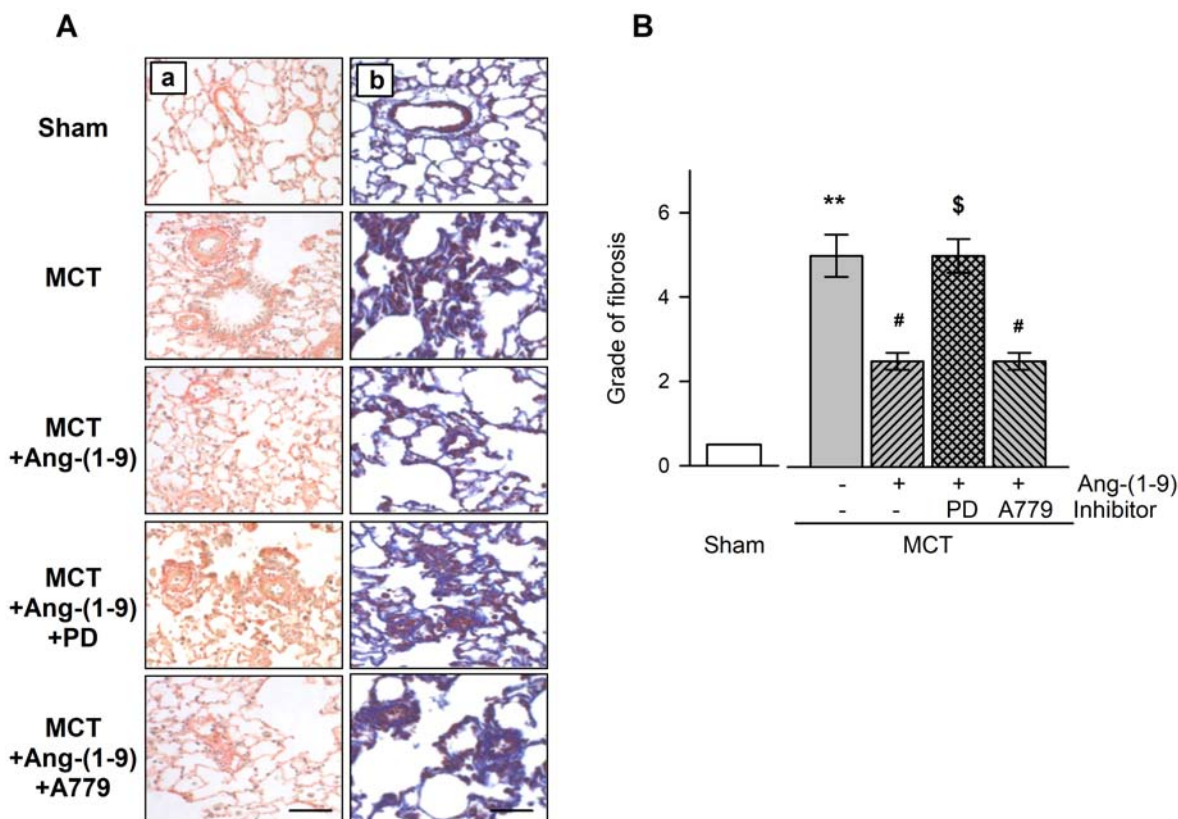 A
a
b
Sham
MCT
MCT
+Ang-(1-9)
MCT
+Ang-(1-9)
+PD
MCT
+Ang-(1-9)
+A779
B
Grade of fibrosis
6
4
2
0
**
#
$
#
- + + + Ang-(1-9)
- - PD A779 Inhibitor
Sham MCT